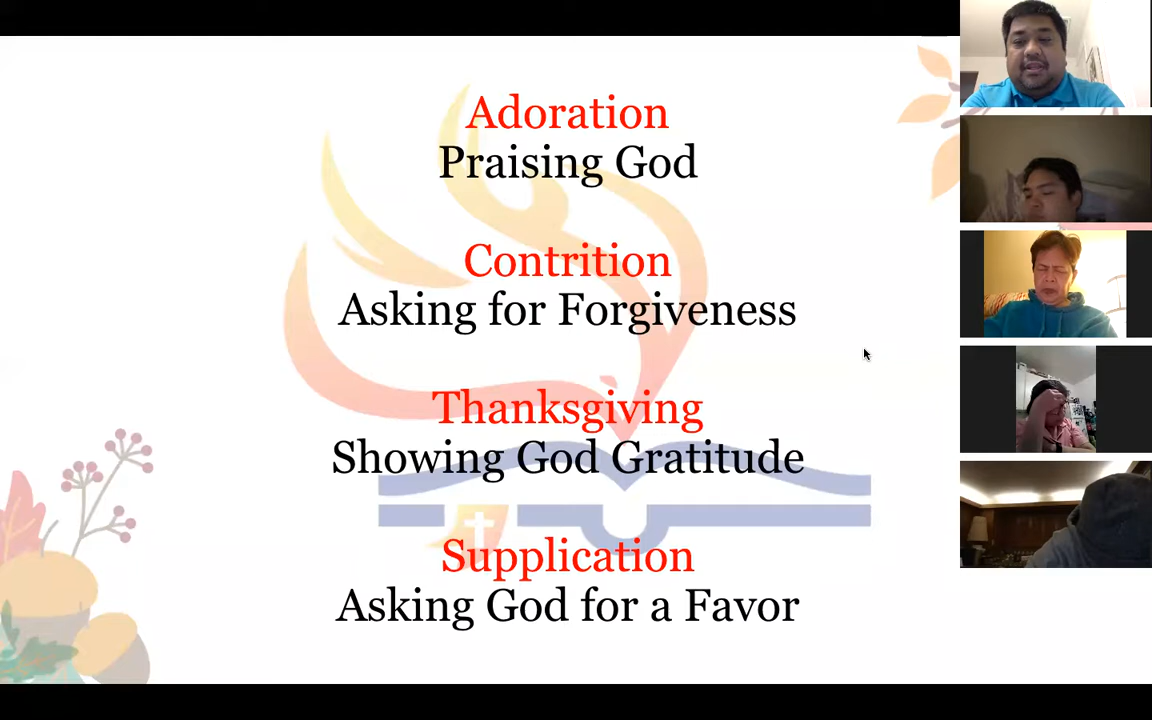 Adoration
Praising God
Contrition
Asking for Forgiveness
Thanksgiving
Showing God Gratitude
Supplication
Asking God for a Favor